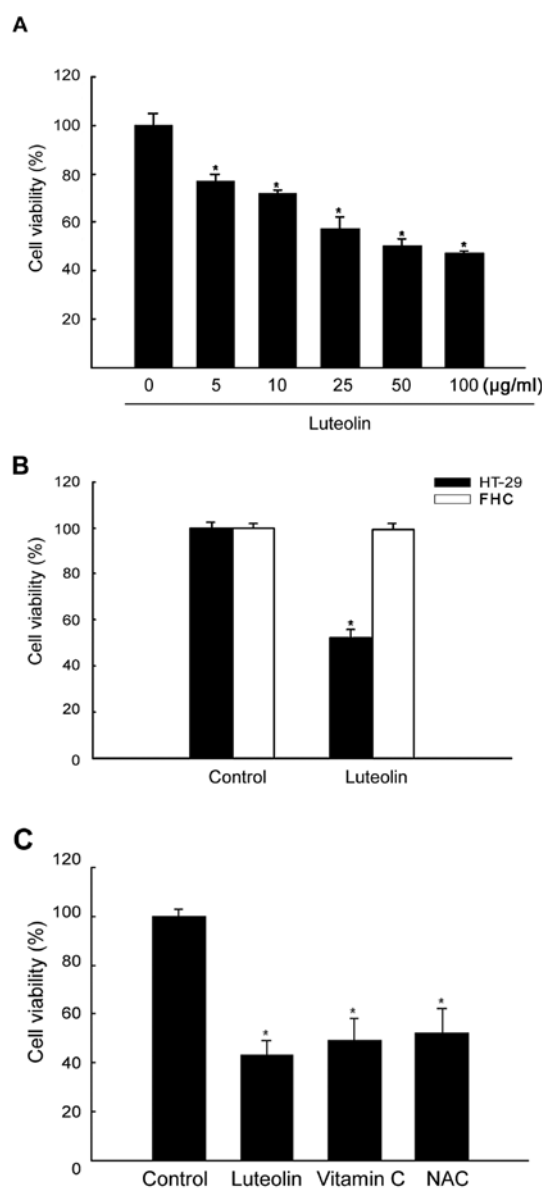 A
Cell viability (%)
120
100
80
60
40
20
* * * * *
0 5 10 25 50 100 (µg/ml)
Luteolin
B
Cell viability (%)
120
100
80
60
40
20
0
HT-29
FHC
*
Control Luteolin
C
Cell viability (%)
120
100
80
60
40
20
0
* * *
Control Luteolin Vitamin C NAC